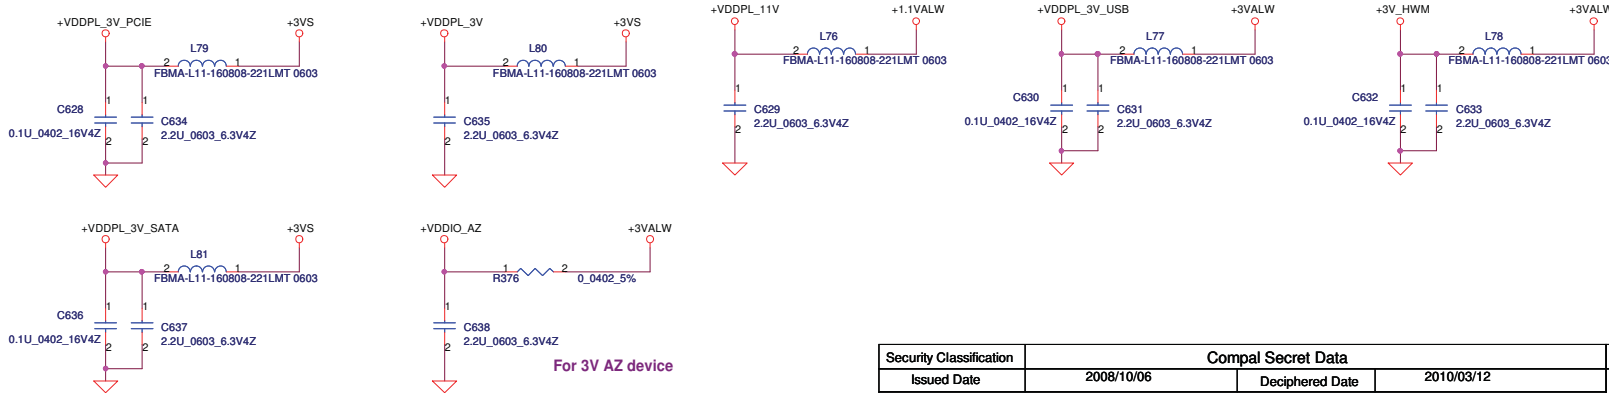 +VDDPL_3V_PCIE
+3VS
L79
2
1
FBMA-L11-160808-221LMT 0603
1
1
C628
C634
0.1U_0402_16V4Z
2.2U_0603_6.3V4Z
2
2
+VDDPL_3V
+3VS
L80
2
1
FBMA-L11-160808-221LMT 0603
1
C635
2.2U_0603_6.3V4Z
2
+VDDPL_11V
+1.1VALW
L76
2
1
FBMA-L11-160808-221LMT 0603
1
C629
2.2U_0603_6.3V4Z
2
+VDDPL_3V_USB
+3VALW
L77
2
1
FBMA-L11-160808-221LMT 0603
1
1
C630
C631
0.1U_0402_16V4Z
2.2U_0603_6.3V4Z
2
2
+3V_HWM
+3VALW
L78
2
1
FBMA-L11-160808-221LMT 0603
1
1
C632
C633
0.1U_0402_16V4Z
2.2U_0603_6.3V4Z
2
2
+VDDPL_3V_SATA
+3VS
L81
2
1
FBMA-L11-160808-221LMT 0603
1
1
C636
C637
0.1U_0402_16V4Z
2.2U_0603_6.3V4Z
2
2
+VDDIO_AZ
+3VALW
1
2
R376
0_0402_5%
1
C638
2.2U_0603_6.3V4Z
2
For 3V AZ device
Security Classification
Compal Secret Data
Issued Date
2008/10/06
Deciphered Date
2010/03/12